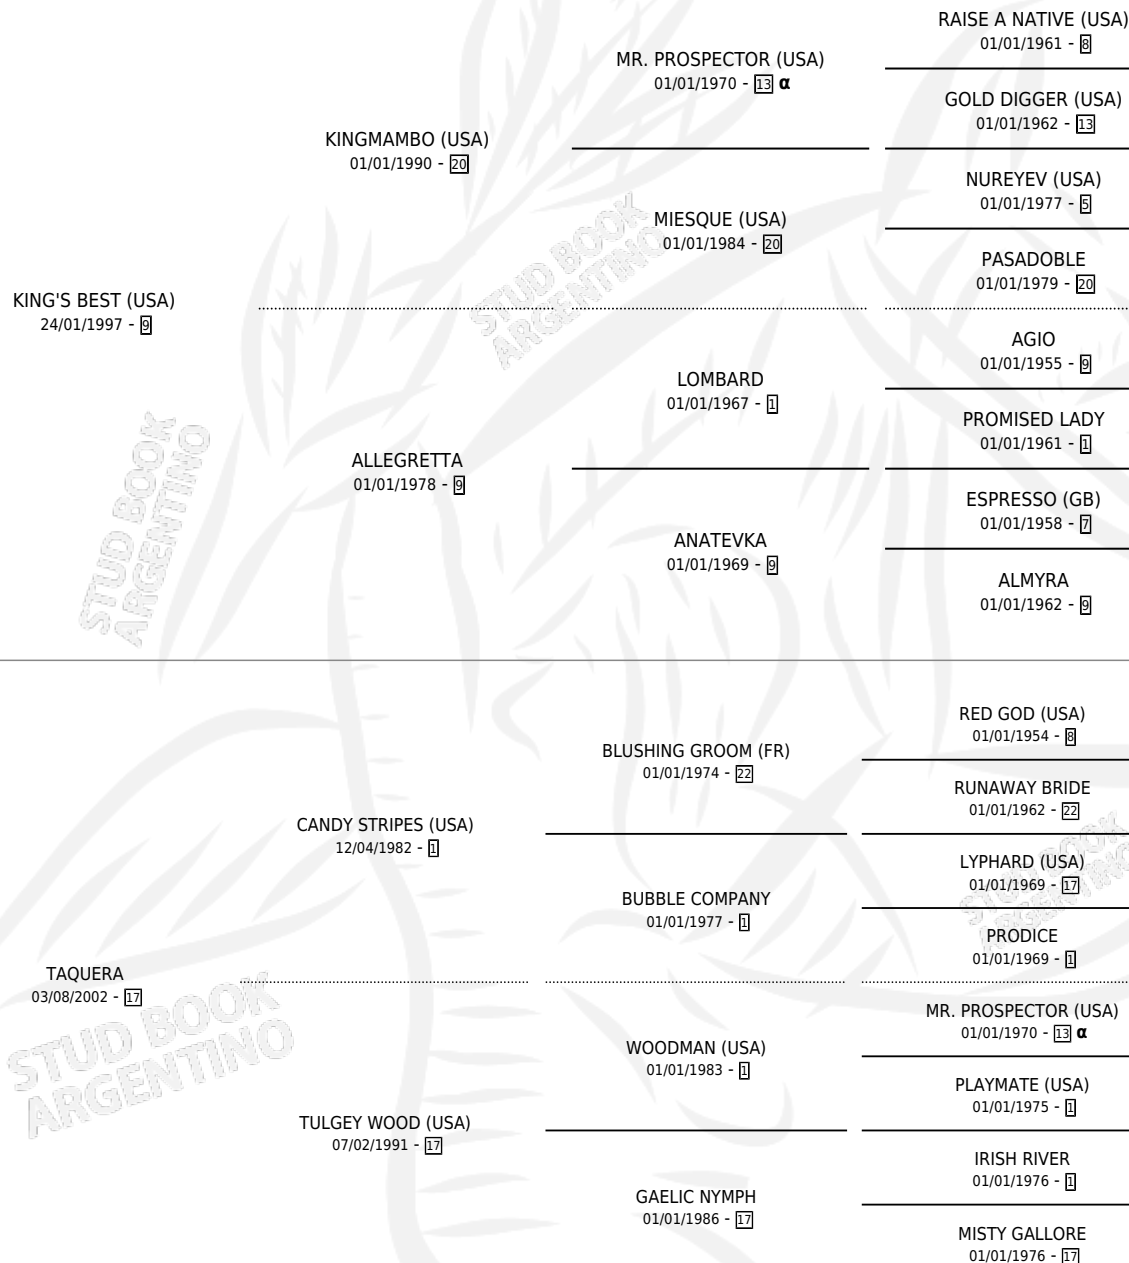 RAISE A NATIVE (USA)
01/01/1961 - 8
MR. PROSPECTOR (USA)
01/01/1970 - 13 α
GOLD DIGGER (USA)
01/01/1962 - 13
KINGMAMBO (USA)
01/01/1990 - 20
NUREYEV (USA)
01/01/1977 - 5
MIESQUE (USA)
01/01/1984 - 20
PASADOBLE
01/01/1979 - 20
KING'S BEST (USA)
24/01/1997 - 9
AGIO
01/01/1955 - 9
LOMBARD
01/01/1967 - 1
PROMISED LADY
01/01/1961 - 1
ALLEGRETTA
01/01/1978 - 9
ESPRESSO (GB)
01/01/1958 - 7
ANATEVKA
01/01/1969 - 9
ALMYRA
01/01/1962 - 9
RED GOD (USA)
01/01/1954 - 8
BLUSHING GROOM (FR)
01/01/1974 - 22
RUNAWAY BRIDE
01/01/1962 - 22
CANDY STRIPES (USA)
12/04/1982 - 1
LYPHARD (USA)
01/01/1969 - 17
BUBBLE COMPANY
01/01/1977 - 1
PRODICE
01/01/1969 - 1
TAQUERA
03/08/2002 - 17
MR. PROSPECTOR (USA)
01/01/1970 - 13 α
WOODMAN (USA)
01/01/1983 - 1
PLAYMATE (USA)
01/01/1975 - 1
TULGEY WOOD (USA)
07/02/1991 - 17
IRISH RIVER
01/01/1976 - 1
GAELIC NYMPH
01/01/1986 - 17
MISTY GALLORE
01/01/1976 - 17
STUD BOOK
ARGENTINO
STUD BOOK
ARGENTINO
STUD BOOK
ARGENTINO
STUD BOOK
ARGENTINO